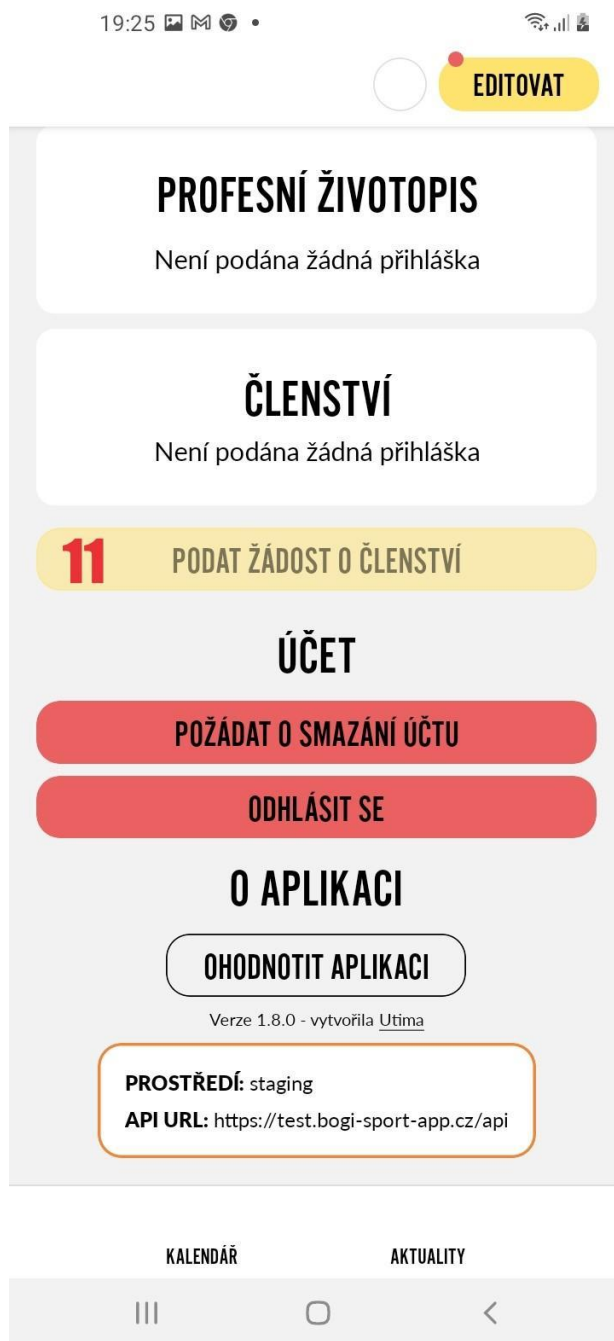 19:25
EDITOVAT
PROFESNÍ ŽIVOTOPIS
Není podána žádná přihláška
ČLENSTVÍ
Není podána žádná přihláška
11 PODAT ŽÁDOST O ČLENSTVÍ
ÚČET
POŽÁDAT O SMAZÁNÍ ÚČTU
ODHLÁSIT SE
O APLIKACI
OHODNOTIT APLIKACI
Verze 1.8.0 - vytvořila Utima
PROSTŘEDÍ: staging
API URL: https://test.bogi-sport-app.cz/api
KALENDÁŘ AKTUALITY